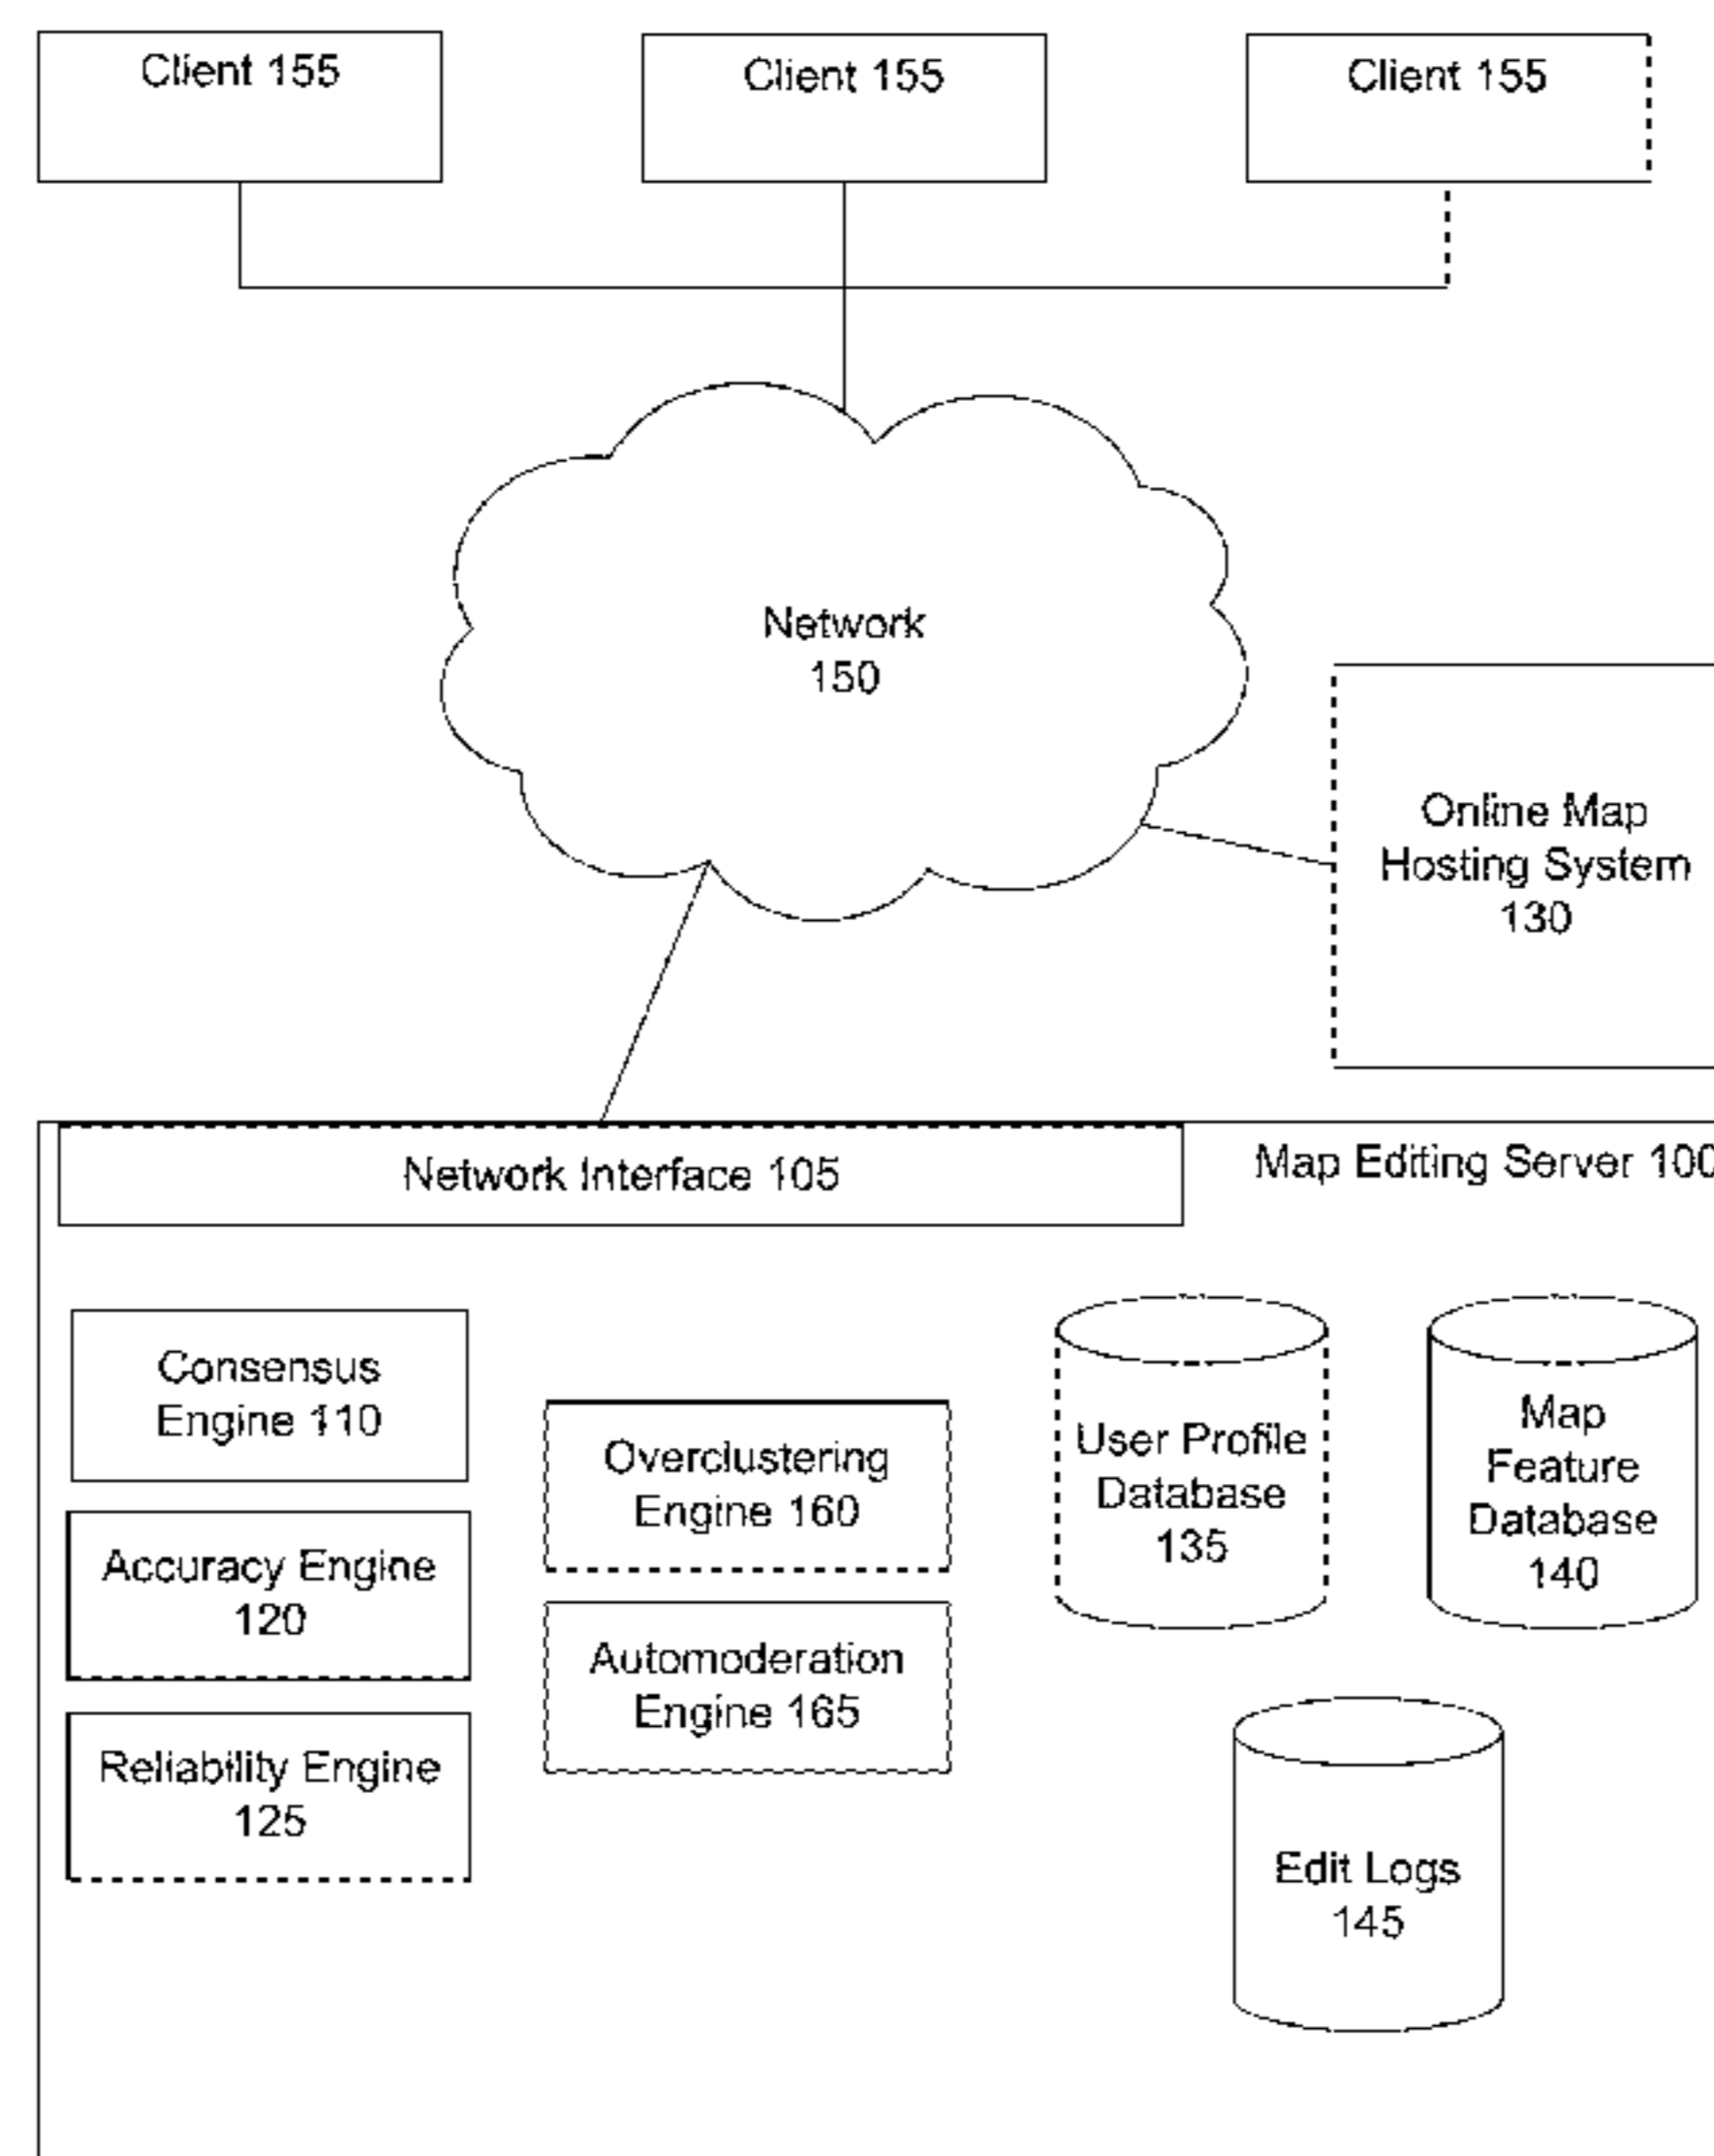 Client 155
Client 155
Client 155
Network
150
Online Map
Hosting System
130
Network Interface 105
Map Editing Server 100
Consensus
Engine 110
Accuracy Engine
120
Reliability Engine
125
Overclustering
Engine 160
Automoderation
Engine 165
User Profile
Database
135
Map
Feature
Database
140
Edit Logs
145